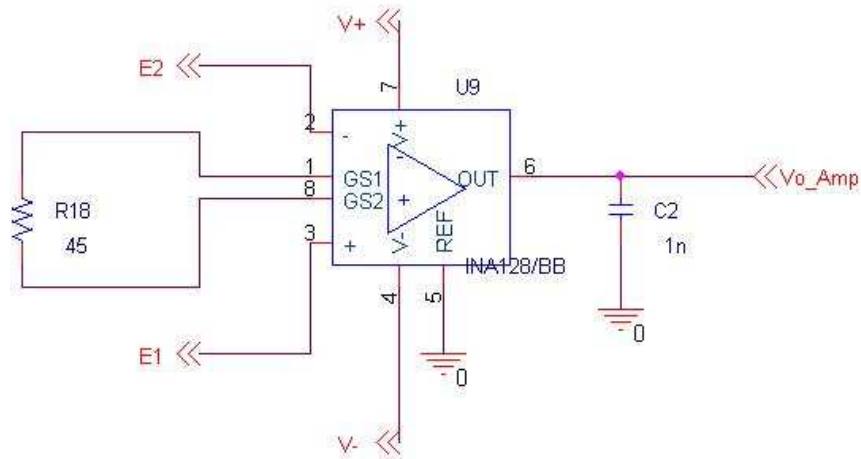 V+
E2
7
U9
2
-
V+
1
GS1
-
OUT
6
Vo_Amp
8
GS2
+
R18
45
C2
1n
3
+
V-
REF
INA128/BB
4
5
0
0
E1
V-